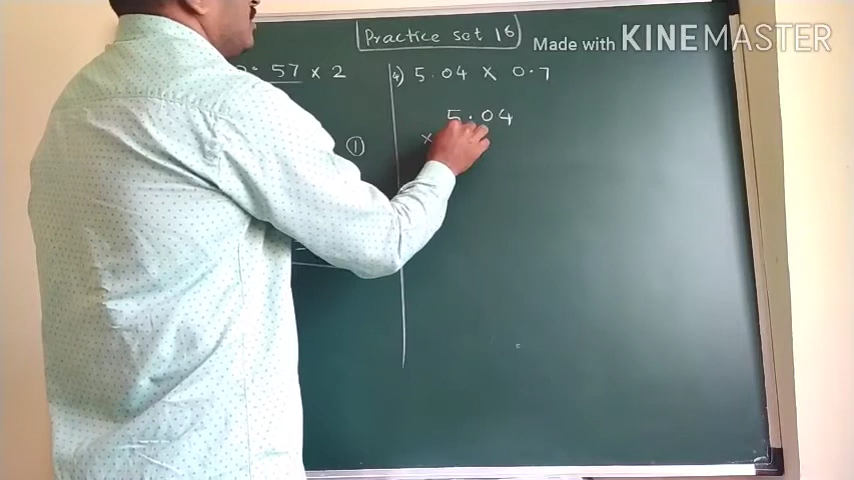 Practice set 16
Made with KINEMASTER
57 × 2
4) 5.04 × 0.7
①
5.04
×